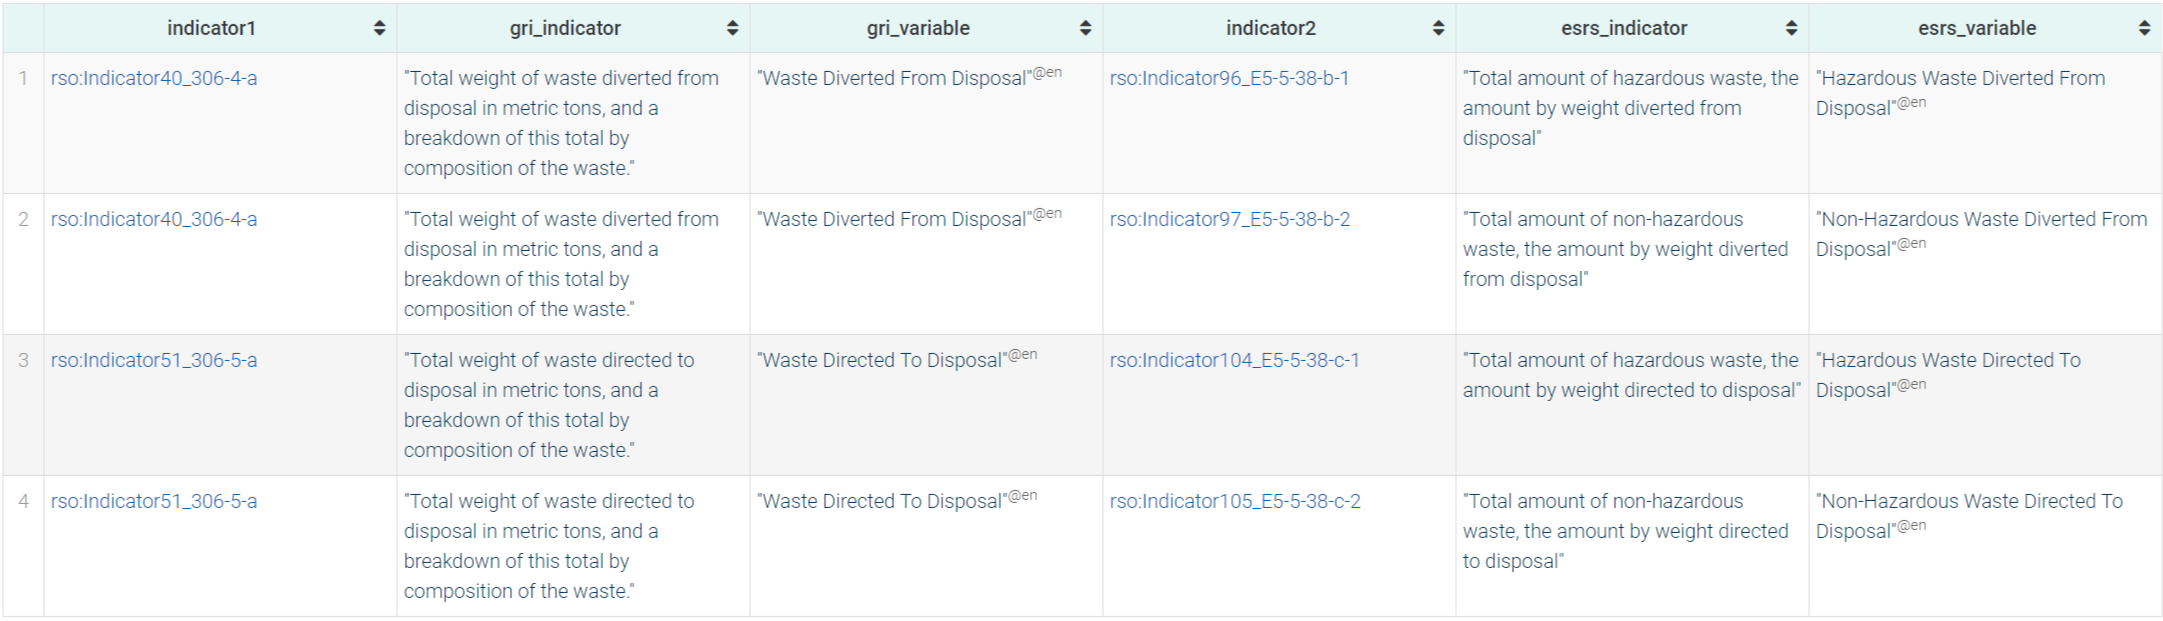 indicator1 gri_indicator gri_variable indicator2 esrs_indicator esrs_variable
1 rso:Indicator40_306-4-a "Total weight of waste diverted from "Waste Diverted From Disposal"@en rso:Indicator96_E5-5-38-b-1 "Total amount of hazardous waste, the "Hazardous Waste Diverted From
disposal in metric tons, and a amount by weight diverted from Disposal"@en
breakdown of this total by disposal"
composition of the waste."
2 rso:Indicator40_306-4-a "Total weight of waste diverted from "Waste Diverted From Disposal"@en rso:Indicator97_E5-5-38-b-2 "Total amount of non-hazardous "Non-Hazardous Waste Diverted From
disposal in metric tons, and a waste, the amount by weight diverted Disposal"@en
breakdown of this total by from disposal"
composition of the waste."
3 rso:Indicator51_306-5-a "Total weight of waste directed to "Waste Directed To Disposal"@en rso:Indicator104_E5-5-38-c-1 "Total amount of hazardous waste, the "Hazardous Waste Directed To
disposal in metric tons, and a amount by weight directed to disposal" Disposal"@en
breakdown of this total by
composition of the waste."
4 rso:Indicator51_306-5-a "Total weight of waste directed to "Waste Directed To Disposal"@en rso:Indicator105_E5-5-38-c-2 "Total amount of non-hazardous "Non-Hazardous Waste Directed To
disposal in metric tons, and a waste, the amount by weight directed Disposal"@en
breakdown of this total by to disposal"
composition of the waste."